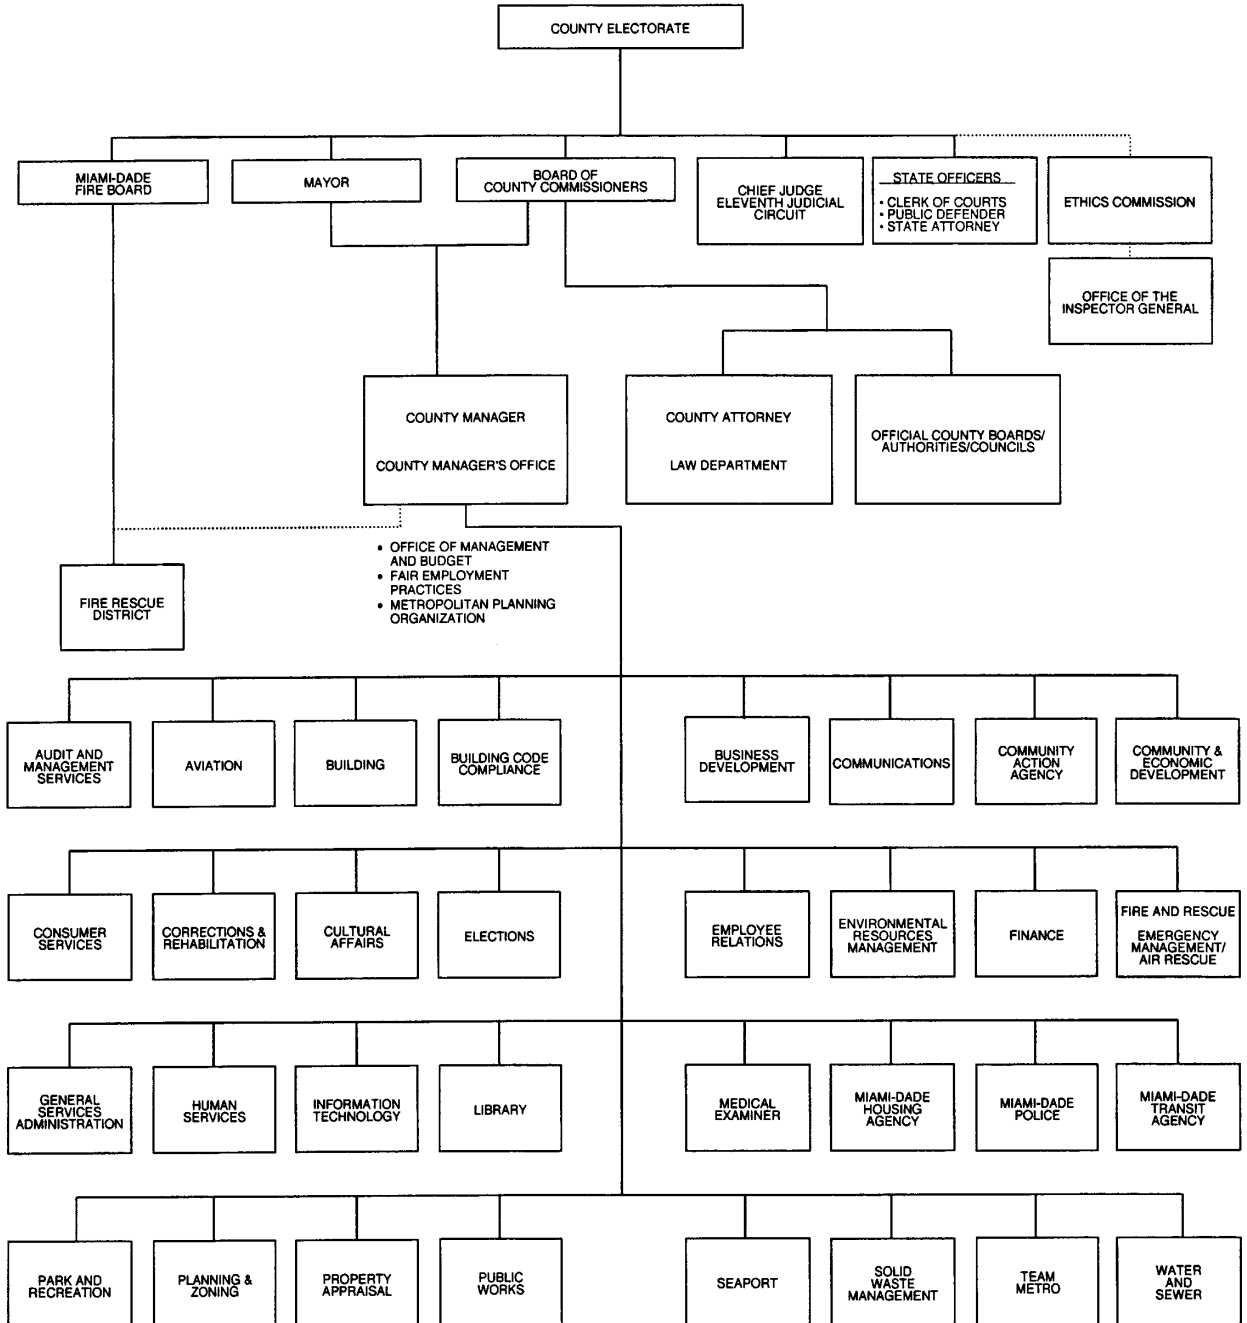 COUNTY ELECTORATE
MIAMI-DADE
FIRE BOARD
MAYOR
BOARD OF
COUNTY COMMISSIONERS
CHIEF JUDGE
ELEVENTH JUDICIAL
CIRCUIT
STATE OFFICERS
• CLERK OF COURTS
• PUBLIC DEFENDER
• STATE ATTORNEY
ETHICS COMMISSION
OFFICE OF THE
INSPECTOR GENERAL
COUNTY MANAGER
COUNTY MANAGER'S OFFICE
COUNTY ATTORNEY
LAW DEPARTMENT
OFFICIAL COUNTY BOARDS/
AUTHORITIES/COUNCILS
• OFFICE OF MANAGEMENT
AND BUDGET
• FAIR EMPLOYMENT
PRACTICES
• METROPOLITAN PLANNING
ORGANIZATION
FIRE RESCUE
DISTRICT
AUDIT AND
MANAGEMENT
SERVICES
AVIATION
BUILDING
BUILDING CODE
COMPLIANCE
BUSINESS
DEVELOPMENT
COMMUNICATIONS
COMMUNITY
ACTION
AGENCY
COMMUNITY &
ECONOMIC
DEVELOPMENT
CONSUMER
SERVICES
CORRECTIONS &
REHABILITATION
CULTURAL
AFFAIRS
ELECTIONS
EMPLOYEE
RELATIONS
ENVIRONMENTAL
RESOURCES
MANAGEMENT
FINANCE
FIRE AND RESCUE
EMERGENCY
MANAGEMENT/
AIR RESCUE
GENERAL
SERVICES
ADMINISTRATION
HUMAN
SERVICES
INFORMATION
TECHNOLOGY
LIBRARY
MEDICAL
EXAMINER
MIAMI-DADE
HOUSING
AGENCY
MIAMI-DADE
POLICE
MIAMI-DADE
TRANSIT
AGENCY
PARK AND
RECREATION
PLANNING &
ZONING
PROPERTY
APPRAISAL
PUBLIC
WORKS
SEAPORT
SOLID
WASTE
MANAGEMENT
TEAM
METRO
WATER
AND
SEWER